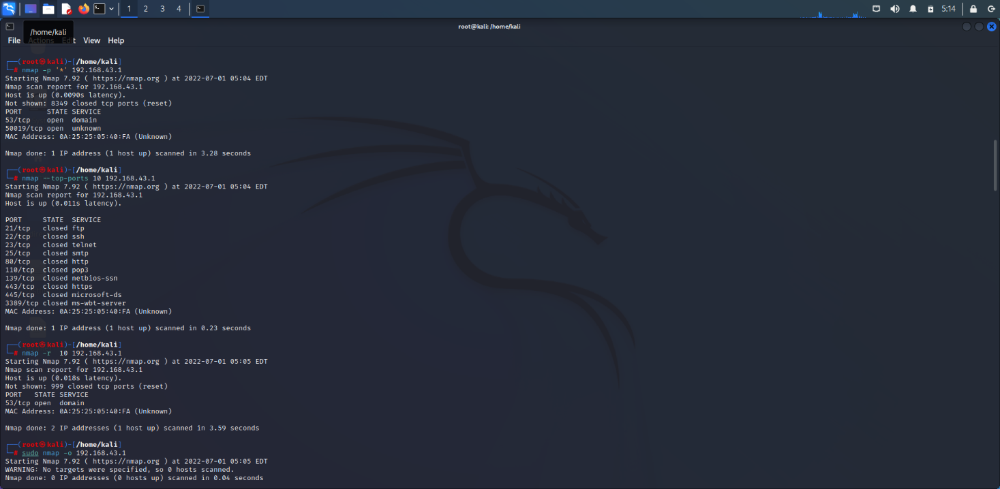 1 2 3 4 5:14
root@kali: /home/kali
/home/kali
File Actions Edit View Help
┌──(root㉿kali)-[/home/kali]
└─# nmap -p '*' 192.168.43.1
Starting Nmap 7.92 ( https://nmap.org ) at 2022-07-01 05:04 EDT
Nmap scan report for 192.168.43.1
Host is up (0.0090s latency).
Not shown: 8349 closed tcp ports (reset)
PORT      STATE SERVICE
53/tcp    open  domain
50019/tcp open  unknown
MAC Address: 0A:25:25:05:40:FA (Unknown)

Nmap done: 1 IP address (1 host up) scanned in 3.28 seconds

┌──(root㉿kali)-[/home/kali]
└─# nmap --top-ports 10 192.168.43.1
Starting Nmap 7.92 ( https://nmap.org ) at 2022-07-01 05:04 EDT
Nmap scan report for 192.168.43.1
Host is up (0.011s latency).

PORT     STATE  SERVICE
21/tcp   closed ftp
22/tcp   closed ssh
23/tcp   closed telnet
25/tcp   closed smtp
80/tcp   closed http
110/tcp  closed pop3
139/tcp  closed netbios-ssn
443/tcp  closed https
445/tcp  closed microsoft-ds
3389/tcp closed ms-wbt-server
MAC Address: 0A:25:25:05:40:FA (Unknown)

Nmap done: 1 IP address (1 host up) scanned in 0.23 seconds

┌──(root㉿kali)-[/home/kali]
└─# nmap -r  10 192.168.43.1
Starting Nmap 7.92 ( https://nmap.org ) at 2022-07-01 05:05 EDT
Nmap scan report for 192.168.43.1
Host is up (0.018s latency).
Not shown: 999 closed tcp ports (reset)
PORT   STATE SERVICE
53/tcp open  domain
MAC Address: 0A:25:25:05:40:FA (Unknown)

Nmap done: 2 IP addresses (1 host up) scanned in 3.59 seconds

┌──(root㉿kali)-[/home/kali]
└─# sudo nmap -o 192.168.43.1
Starting Nmap 7.92 ( https://nmap.org ) at 2022-07-01 05:05 EDT
WARNING: No targets were specified, so 0 hosts scanned.
Nmap done: 0 IP addresses (0 hosts up) scanned in 0.04 seconds